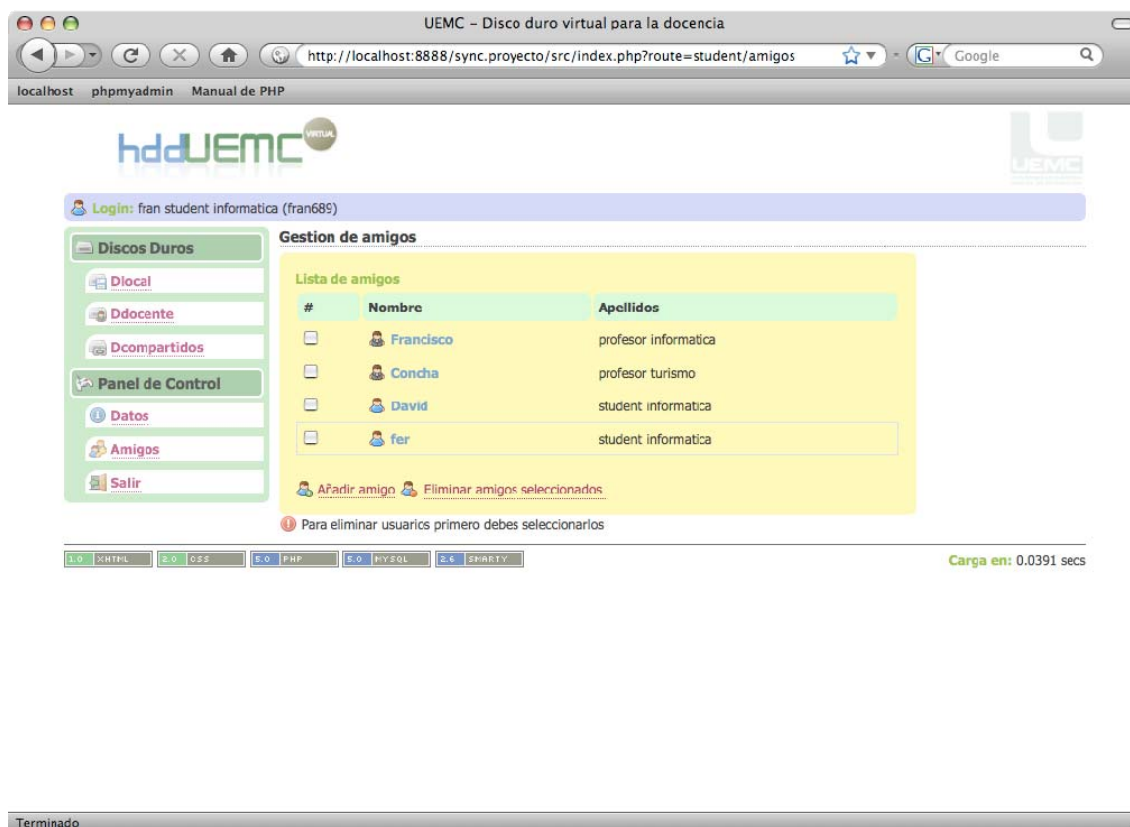 UEMC - Disco duro virtual para la docencia
http://localhost:8888/sync.proyecto/src/index.php?route=student/amigos
Google
localhost phpmyadmin Manual de PHP
hddUEMC VIRTUAL
UEMC
Login: fran student informatica (fran689)
Discos Duros
Dlocal
Ddocente
Dcompartidos
Panel de Control
Datos
Amigos
Salir
Gestion de amigos
Lista de amigos
# Nombre Apellidos
Francisco profesor informatica
Concha profesor turismo
David student informatica
fer student informatica
Añadir amigo Eliminar amigos seleccionados
Para eliminar usuarios primero debes seleccionarlos
1.0 XHTML 2.0 CSS 5.0 PHP 5.0 MYSQL 2.6 SMARTY
Carga en: 0.0391 secs
Terminado